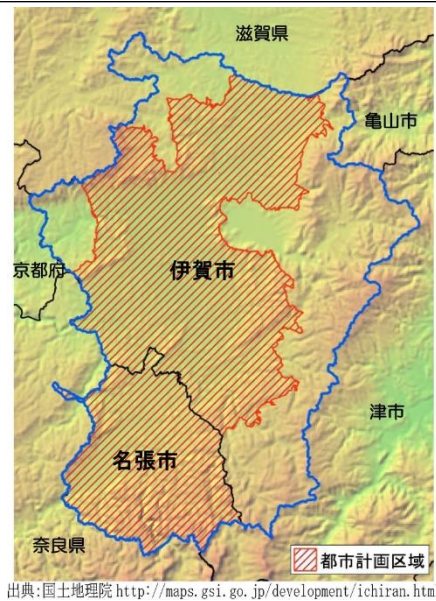 滋賀県
亀山市
京都府
伊賀市
津市
名張市
奈良県
都市計画区域
出典:国土地理院 http://maps.gsi.go.jp/development/ichiran.htm